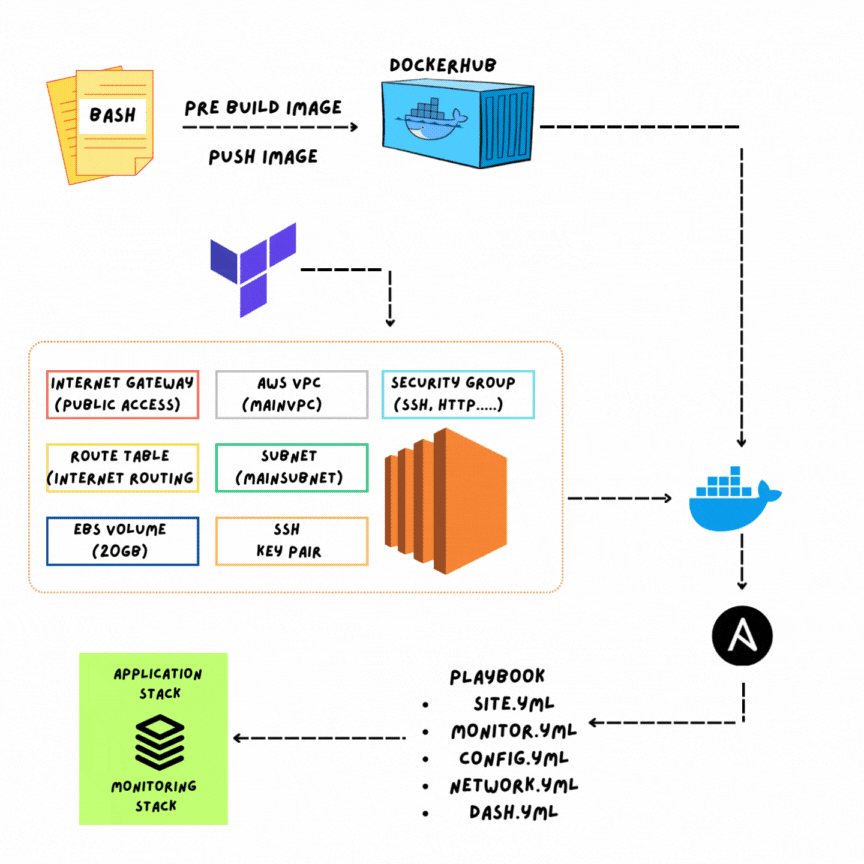 DOCKERHUB
BASH
PRE BUILD IMAGE
PUSH IMAGE
INTERNET GATEWAY
(PUBLIC ACCESS)
AWS VPC
(MAINVPC)
SECURITY GROUP
(SSH, HTTP.....)
ROUTE TABLE
(INTERNET ROUTING
SUBNET
(MAINSUBNET)
EBS VOLUME
(20GB)
SSH
KEY PAIR
APPLICATION
STACK
MONITORING
STACK
PLAYBOOK
• SITE.YML
• MONITOR.YML
• CONFIG.YML
• NETWORK.YML
• DASH.YML